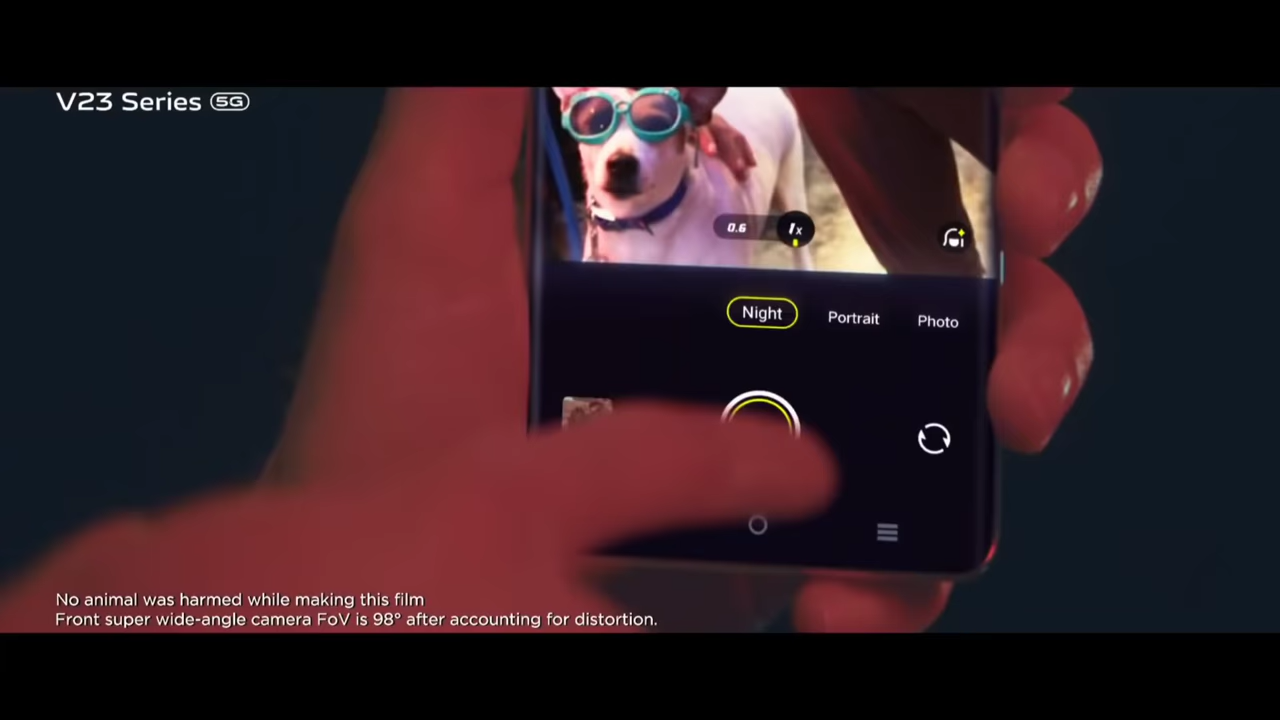 V23 Series 5G
0.6 1x
Night Portrait Photo
No animal was harmed while making this film
Front super wide-angle camera FoV is 98° after accounting for distortion.